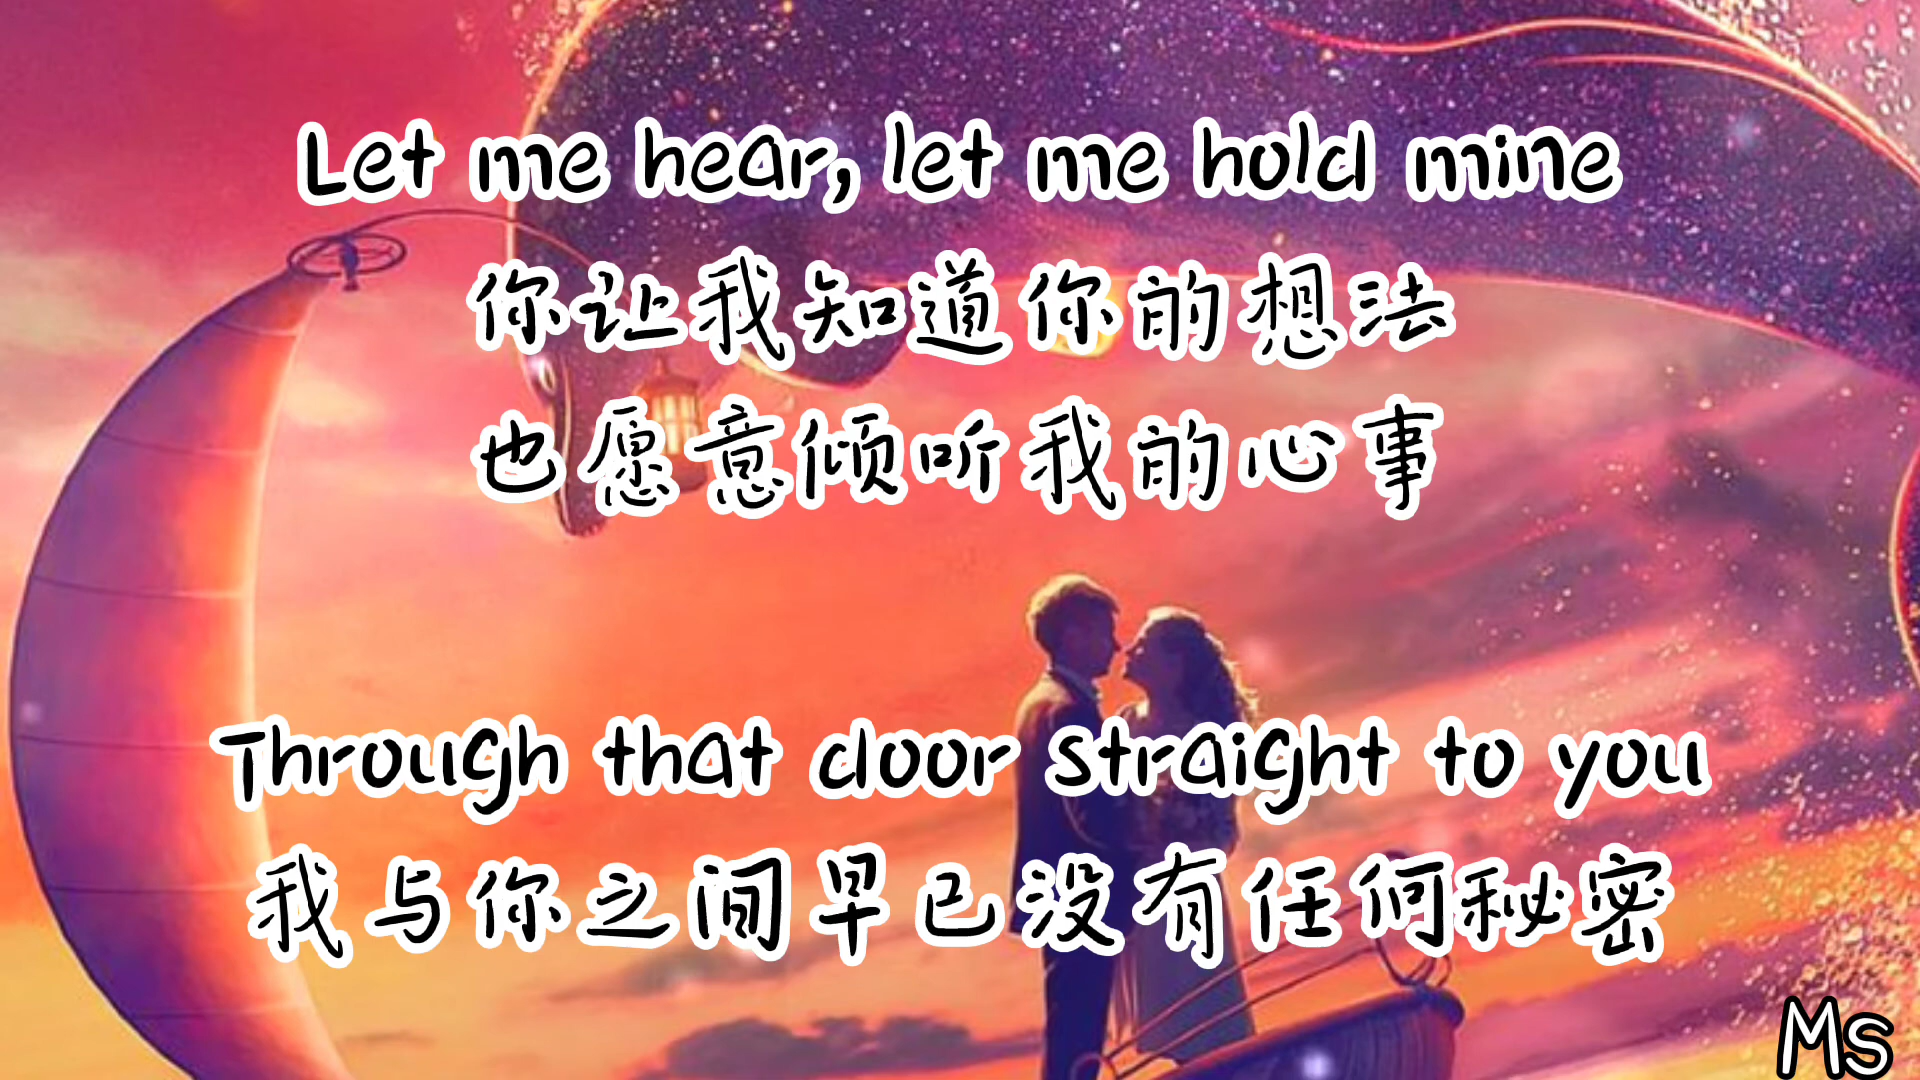 Let me hear, let me hold mine
你让我知道你的想法
也愿意倾听我的心事
Through that door straight to you
我与你之间早已没有任何秘密
Ms